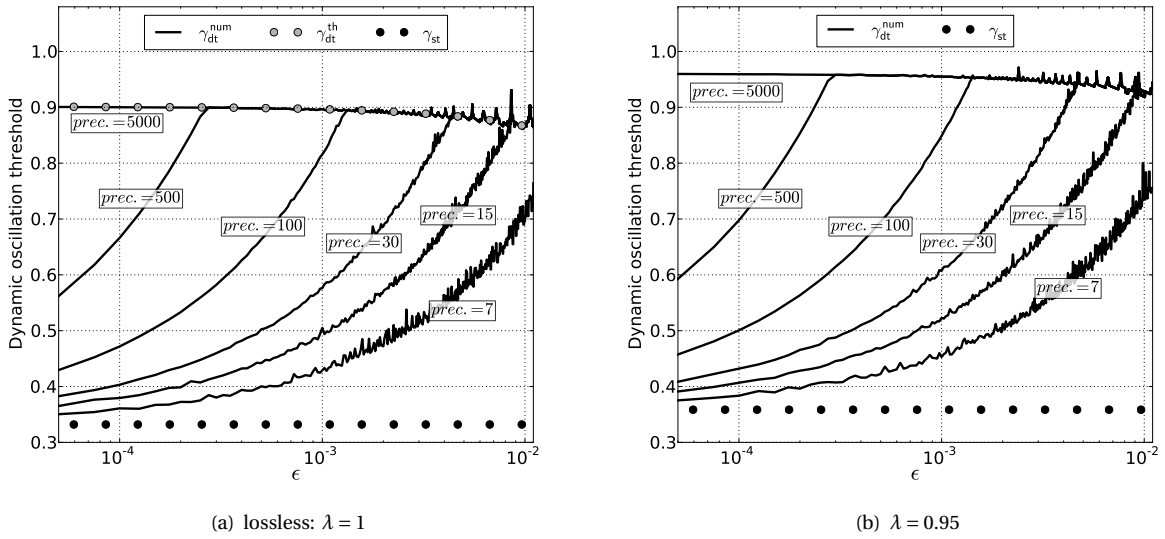 γ_dt^num γ_dt^th γ_st
1.0
0.9
0.8
0.7
0.6
0.5
0.4
0.3
Dynamic oscillation threshold
prec. =5000
prec. =500
prec. =100
prec. =30
prec. =15
prec. =7
10^-4 10^-3 10^-2
ϵ
(a) lossless: λ = 1
γ_dt^num γ_st
1.0
0.9
0.8
0.7
0.6
0.5
0.4
0.3
Dynamic oscillation threshold
prec. =5000
prec. =500
prec. =100
prec. =30
prec. =15
prec. =7
10^-4 10^-3 10^-2
ϵ
(b) λ = 0.95